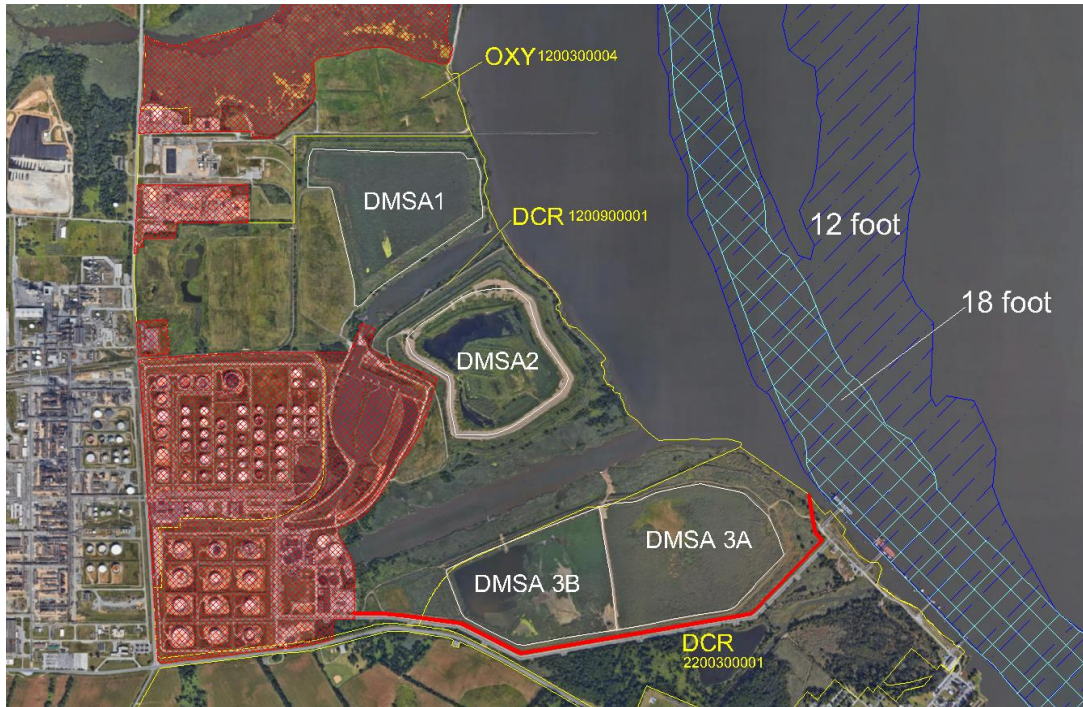 OXY 1200300004
DMSA1
DCR 1200900001
12 foot
18 foot
DMSA2
DMSA 3A
DMSA 3B
DCR
2200300001